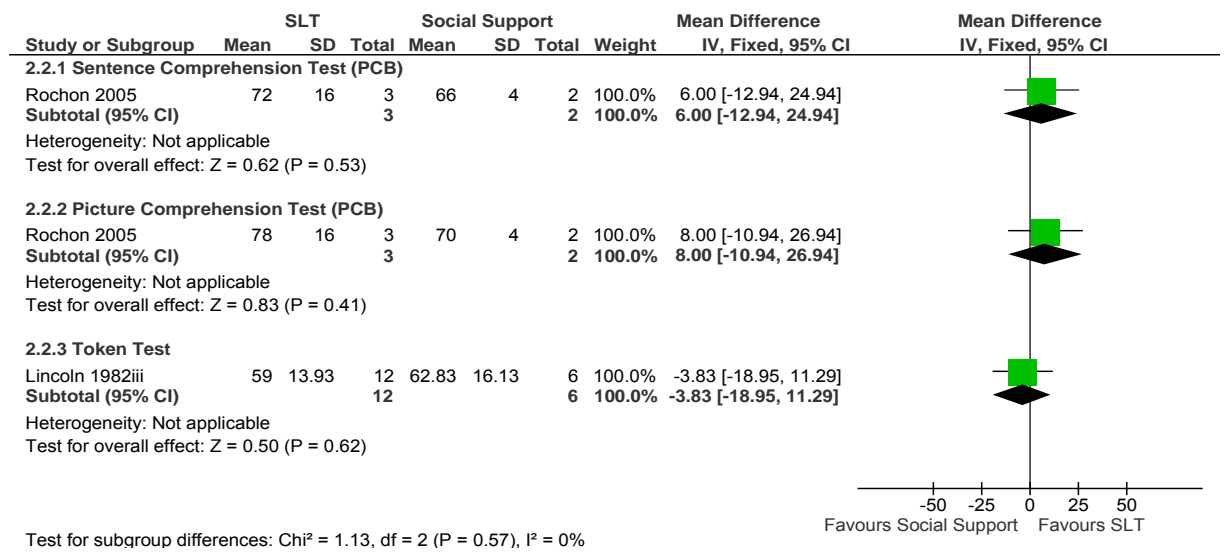 SLT Social Support Mean Difference Mean Difference
Study or Subgroup Mean SD Total Mean SD Total Weight IV, Fixed, 95% CI IV, Fixed, 95% CI
2.2.1 Sentence Comprehension Test (PCB)
Rochon 2005 72 16 3 66 4 2 100.0% 6.00 [-12.94, 24.94]
Subtotal (95% CI) 3 2 100.0% 6.00 [-12.94, 24.94]
Heterogeneity: Not applicable
Test for overall effect: Z = 0.62 (P = 0.53)
2.2.2 Picture Comprehension Test (PCB)
Rochon 2005 78 16 3 70 4 2 100.0% 8.00 [-10.94, 26.94]
Subtotal (95% CI) 3 2 100.0% 8.00 [-10.94, 26.94]
Heterogeneity: Not applicable
Test for overall effect: Z = 0.83 (P = 0.41)
2.2.3 Token Test
Lincoln 1982iii 59 13.93 12 62.83 16.13 6 100.0% -3.83 [-18.95, 11.29]
Subtotal (95% CI) 12 6 100.0% -3.83 [-18.95, 11.29]
Heterogeneity: Not applicable
Test for overall effect: Z = 0.50 (P = 0.62)
-50 -25 0 25 50
Favours Social Support Favours SLT
Test for subgroup differences: Chi² = 1.13, df = 2 (P = 0.57), I² = 0%